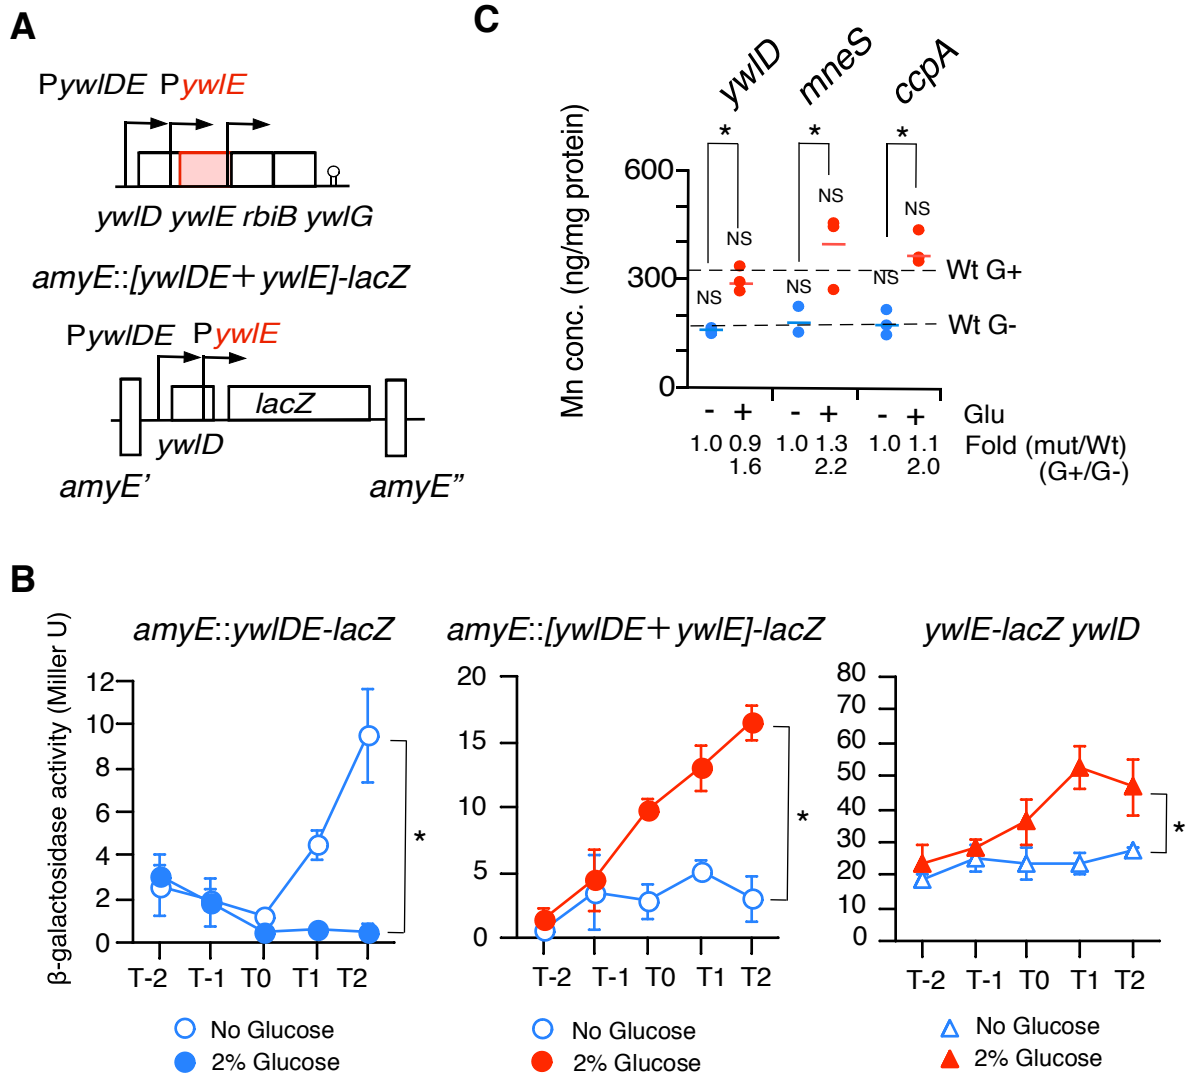 A
PywlDE PywlE
ywlD ywlE rbiB ywlG
amyE::[ywlDE+ywlE]-lacZ
PywlDE PywlE
lacZ
ywlD
amyE' amyE"
C
ywlD mneS ccpA
* * *
Mn conc. (ng/mg protein)
600
300
0
NS NS NS
NS NS NS
Wt G+
Wt G-
- + - + - + Glu
1.0 0.9 1.0 1.3 1.0 1.1 Fold (mut/Wt)
1.6 2.2 2.0 (G+/G-)
B
β-galactosidase activity (Miller U)
amyE::ywlDE-lacZ
12
10
8
6
4
2
0
*
T-2 T-1 T0 T1 T2
No Glucose
2% Glucose
amyE::[ywlDE+ywlE]-lacZ
20
15
10
5
0
*
T-2 T-1 T0 T1 T2
No Glucose
2% Glucose
ywlE-lacZ ywlD
80
70
60
50
40
30
20
10
0
*
T-2 T-1 T0 T1 T2
No Glucose
2% Glucose